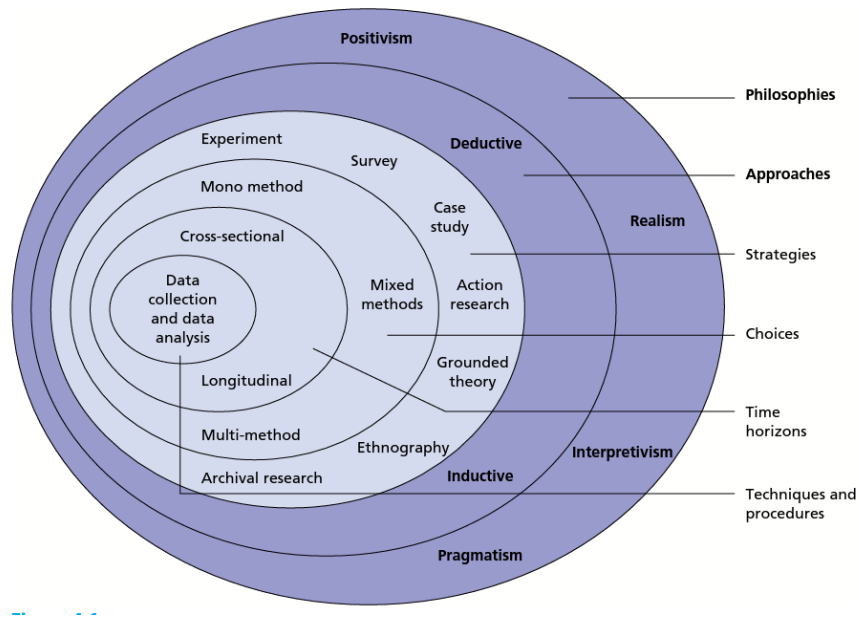 Positivism
Philosophies
Experiment
Deductive
Survey
Approaches
Mono method
Case
study
Realism
Cross-sectional
Strategies
Data
collection
and data
analysis
Mixed
methods
Action
research
Choices
Longitudinal
Grounded
theory
Time
horizons
Multi-method
Ethnography
Interpretivism
Archival research
Inductive
Techniques and
procedures
Pragmatism